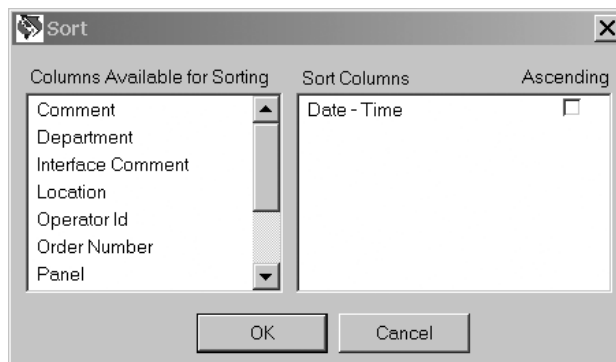 Sort
Columns Available for Sorting
Comment
Department
Interface Comment
Location
Operator Id
Order Number
Panel
Sort Columns
Ascending
Date - Time
OK
Cancel